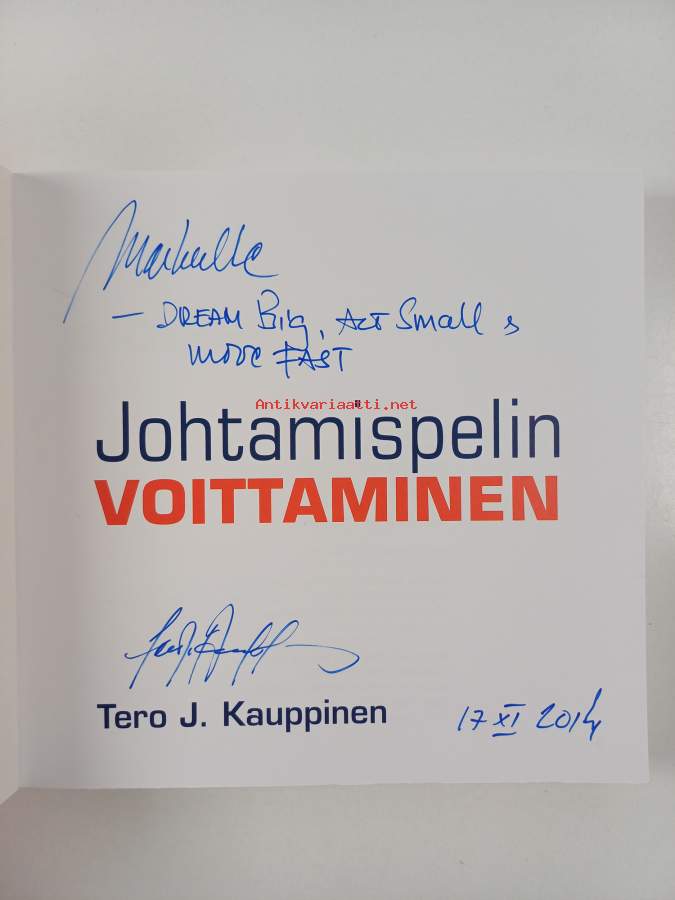 Markulle
– DREAM Big, ACT Small &
MOVE FAST
Antikvariaatti.net
Johtamispelin
VOITTAMINEN
Tero J. Kauppinen
17 XI 2014